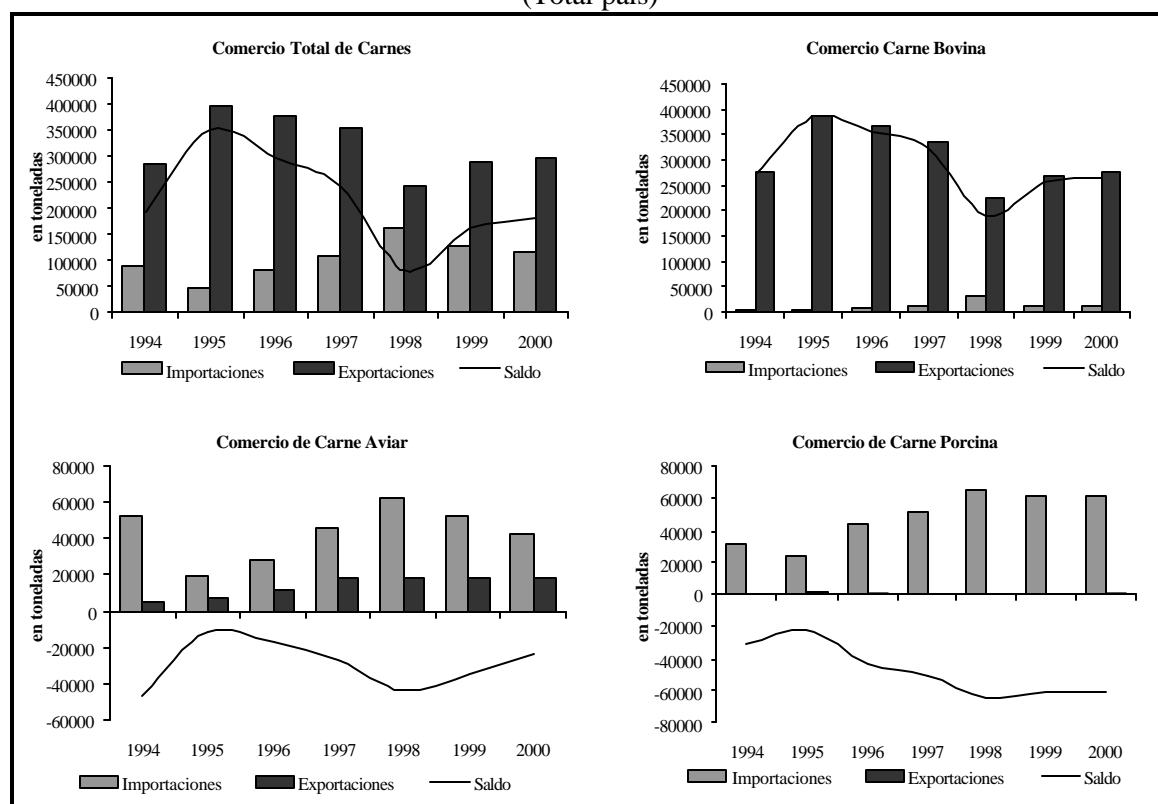 (Total país)
Comercio Total de Carnes
en toneladas
450000
400000
350000
300000
250000
200000
150000
100000
50000
0
1994 1995 1996 1997 1998 1999 2000
Importaciones Exportaciones Saldo
Comercio Carne Bovina
en toneladas
450000
400000
350000
300000
250000
200000
150000
100000
50000
0
1994 1995 1996 1997 1998 1999 2000
Importaciones Exportaciones Saldo
Comercio de Carne Aviar
en toneladas
80000
60000
40000
20000
0
-20000
-40000
-60000
1994 1995 1996 1997 1998 1999 2000
Importaciones Exportaciones Saldo
Comercio de Carne Porcina
en toneladas
80000
60000
40000
20000
0
-20000
-40000
-60000
-80000
1994 1995 1996 1997 1998 1999 2000
Importaciones Exportaciones Saldo